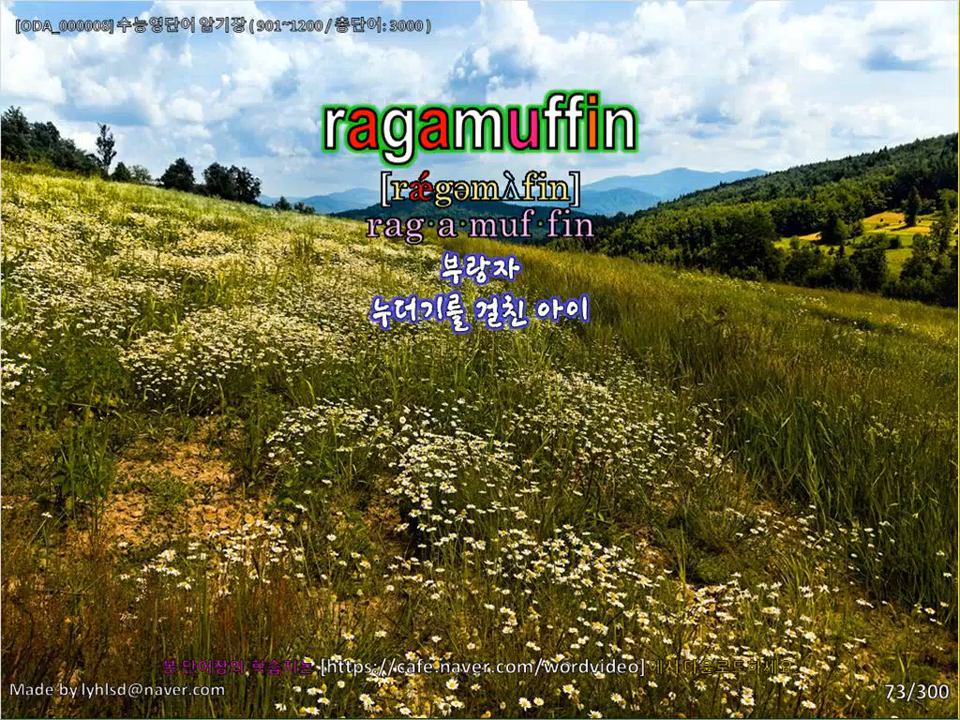 [ODA_000008] 수능영단어 암기장 ( 901~1200 / 총단어: 3000 )
ragamuffin
[rǽgəmʌ̀fin]
rag·a·muf·fin
부랑자
누더기를 걸친 아이
본 단어장의 학습지는 [https://cafe.naver.com/wordvideo] 에서 다운로드하세요
Made by lyhlsd@naver.com
73/300